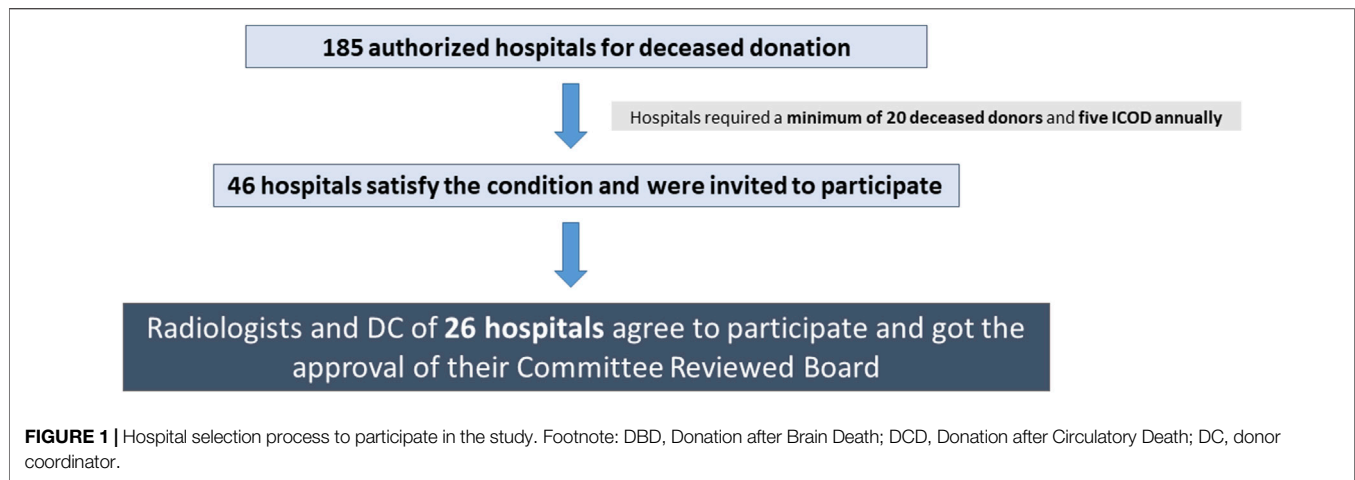 185 authorized hospitals for deceased donation
Hospitals required a minimum of 20 deceased donors and five ICOD annually
46 hospitals satisfy the condition and were invited to participate
Radiologists and DC of 26 hospitals agree to participate and got the
approval of their Committee Reviewed Board
FIGURE 1 | Hospital selection process to participate in the study. Footnote: DBD, Donation after Brain Death; DCD, Donation after Circulatory Death; DC, donor
coordinator.